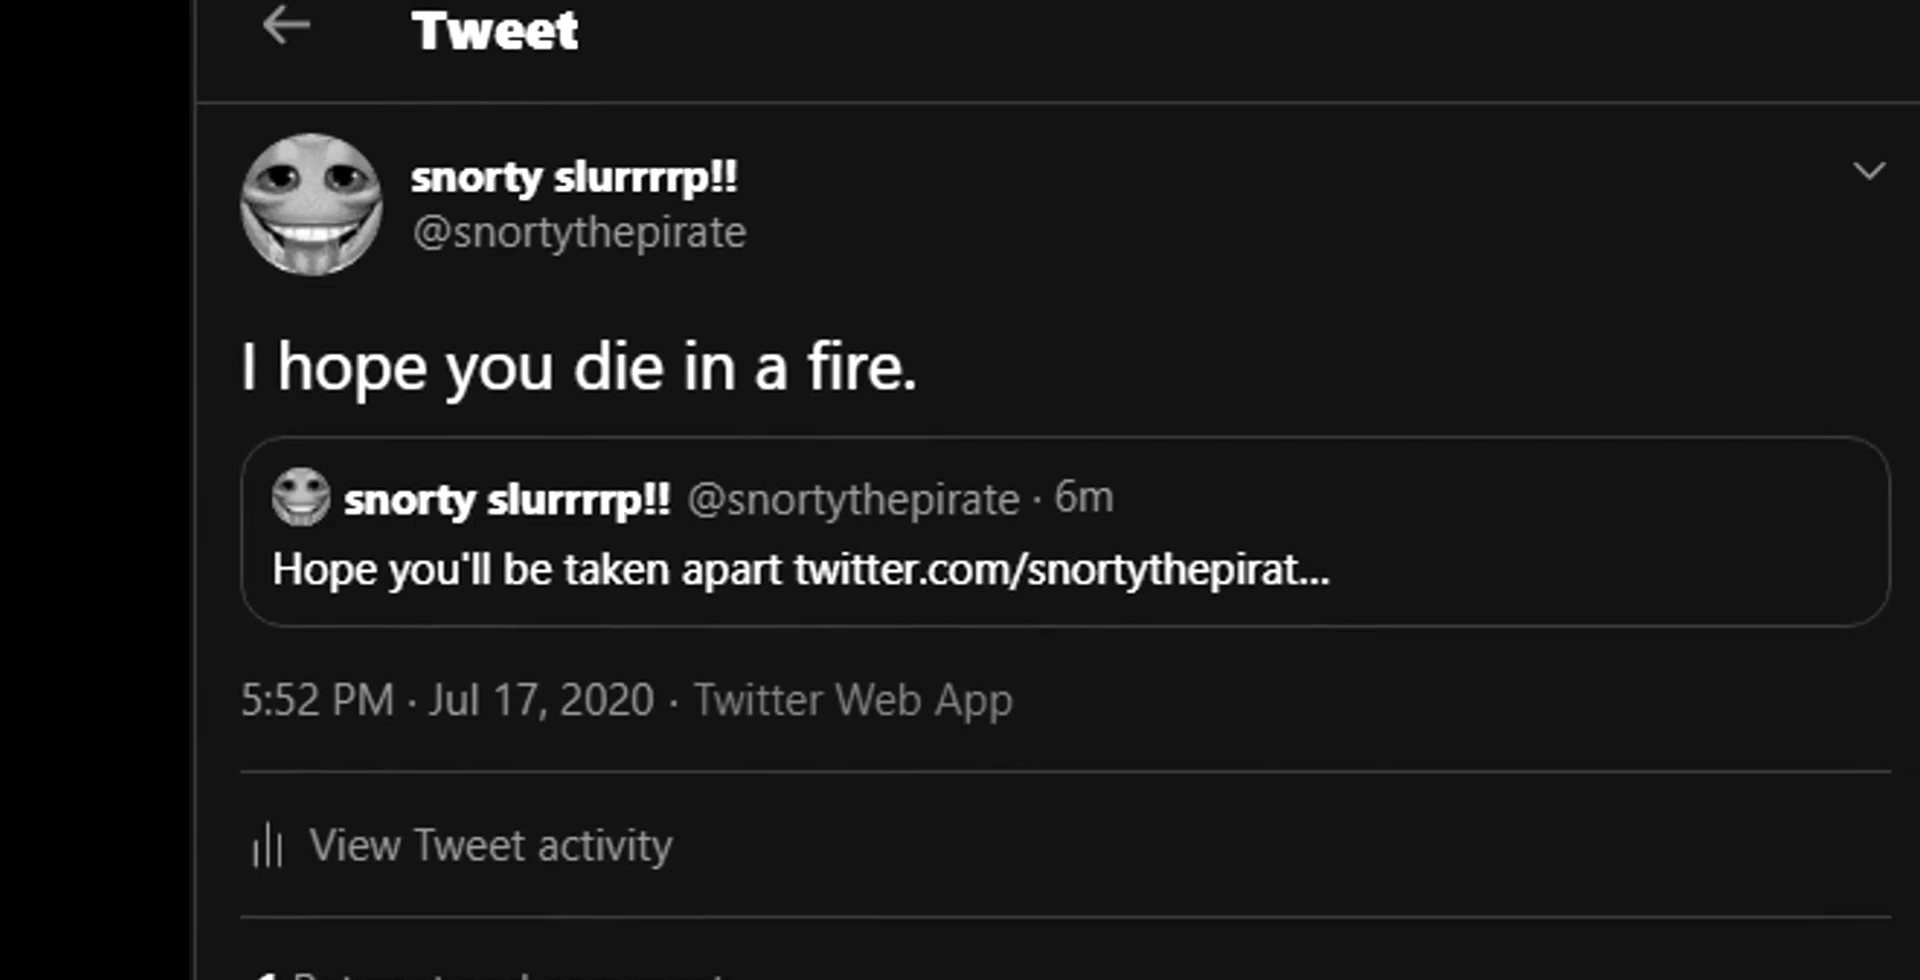 Tweet
snorty slurrrrp!!
@snortythepirate
I hope you die in a fire.
snorty slurrrrp!! @snortythepirate · 6m
Hope you'll be taken apart twitter.com/snortythepirat...
5:52 PM · Jul 17, 2020 · Twitter Web App
View Tweet activity